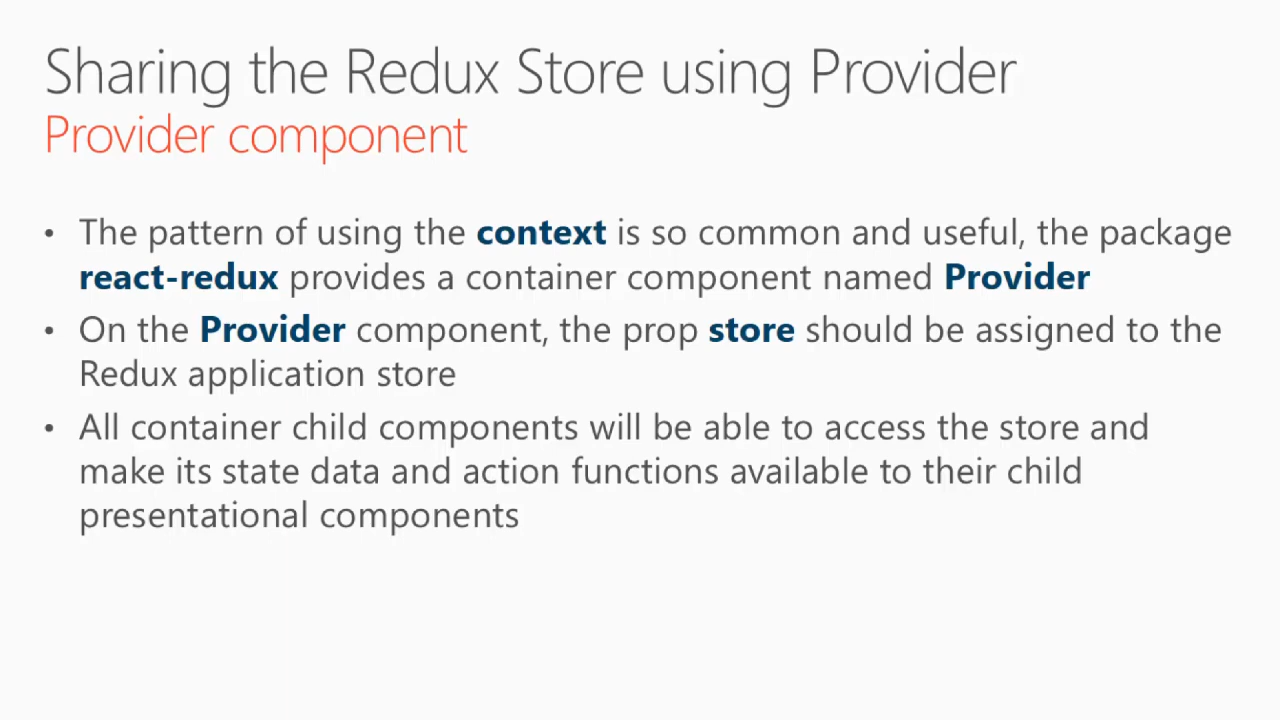 Sharing the Redux Store using Provider
Provider component
• The pattern of using the context is so common and useful, the package
react-redux provides a container component named Provider
• On the Provider component, the prop store should be assigned to the
Redux application store
• All container child components will be able to access the store and
make its state data and action functions available to their child
presentational components